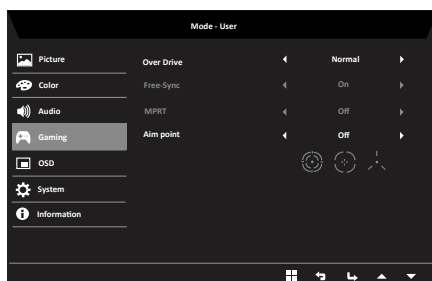 Mode - User
Picture
Over Drive Normal
Color
Free-Sync On
Audio
MPRT Off
Gaming
Aim point Off
OSD
System
Information